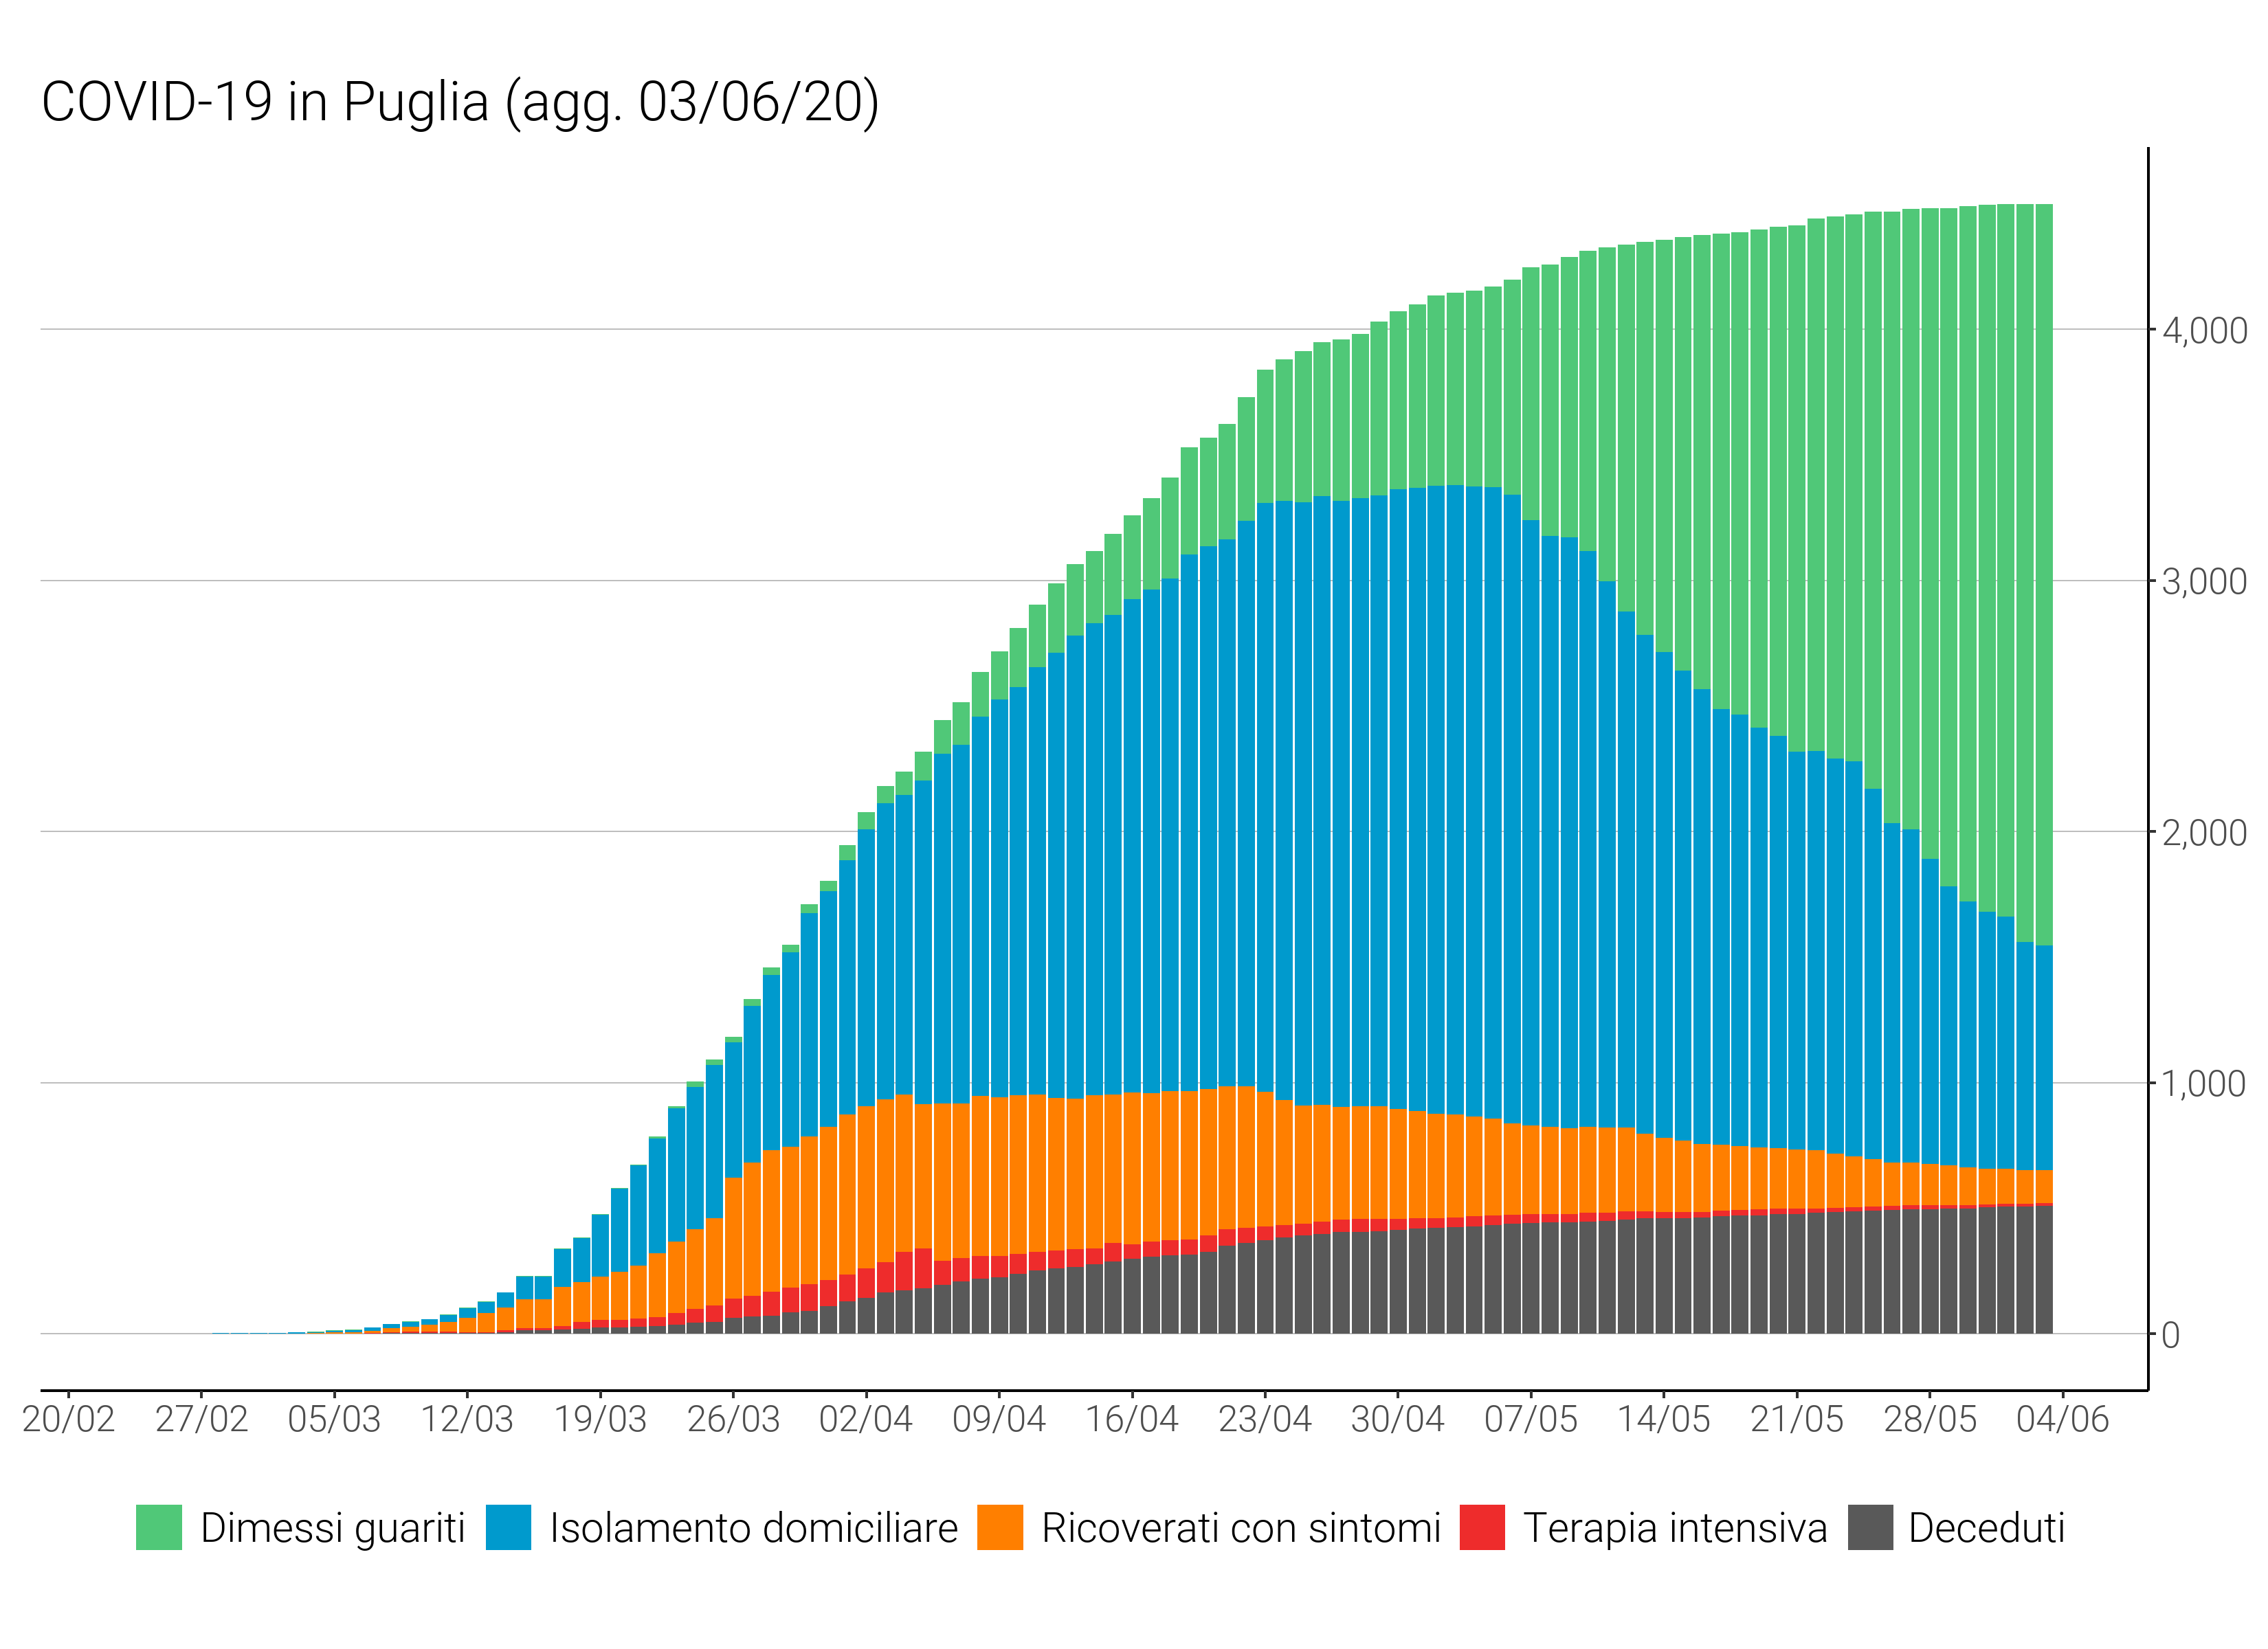 COVID-19 in Puglia (agg. 03/06/20)
4,000
3,000
2,000
1,000
0
20/02 27/02 05/03 12/03 19/03 26/03 02/04 09/04 16/04 23/04 30/04 07/05 14/05 21/05 28/05 04/06
Dimessi guariti Isolamento domiciliare Ricoverati con sintomi Terapia intensiva Deceduti